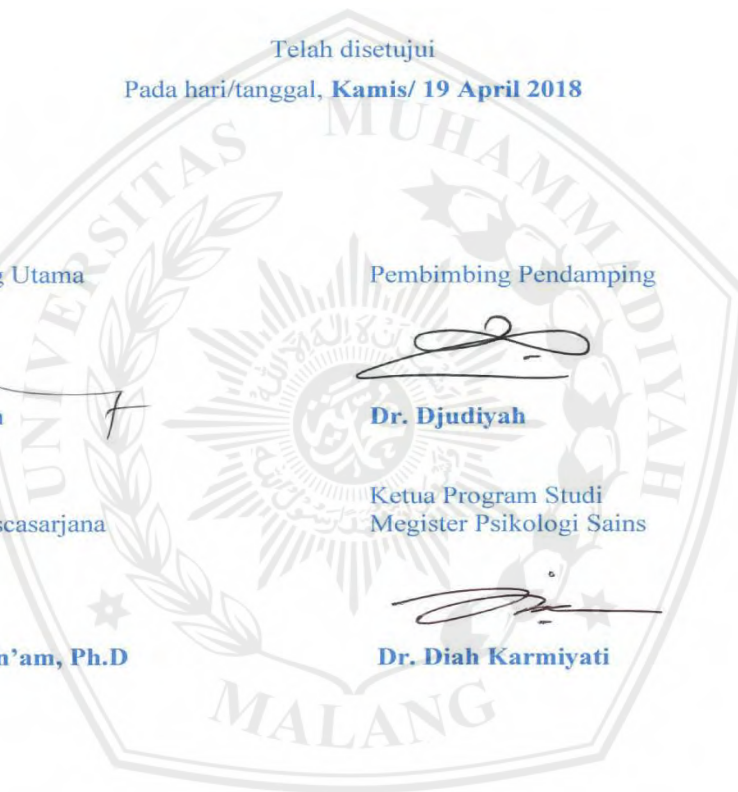 Telah disetujui
Pada hari/tanggal, Kamis/ 19 April 2018
UNIVERSITAS MUHAMMADIYAH
g Utama
Pembimbing Pendamping
Dr. Djudiyah
scasarjana
Ketua Program Studi
Megister Psikologi Sains
n'am, Ph.D
Dr. Diah Karmiyati
MALANG